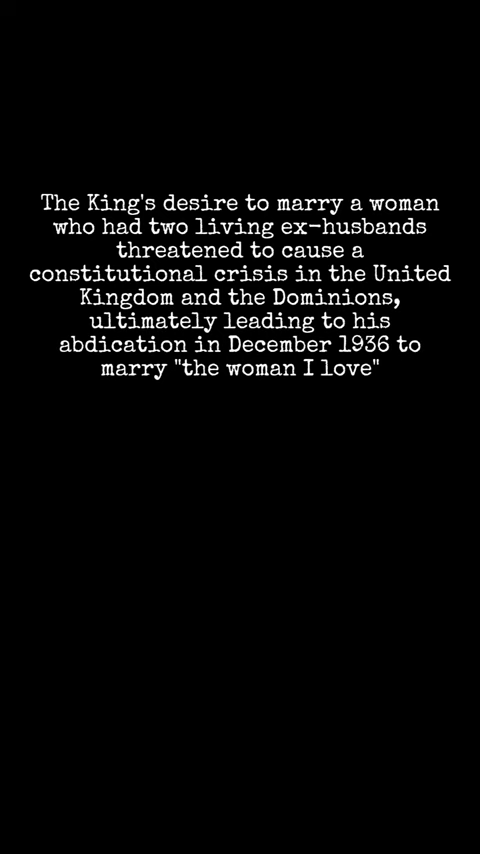 The King's desire to marry a woman
who had two living ex-husbands
threatened to cause a
constitutional crisis in the United
Kingdom and the Dominions,
ultimately leading to his
abdication in December 1936 to
marry "the woman I love"